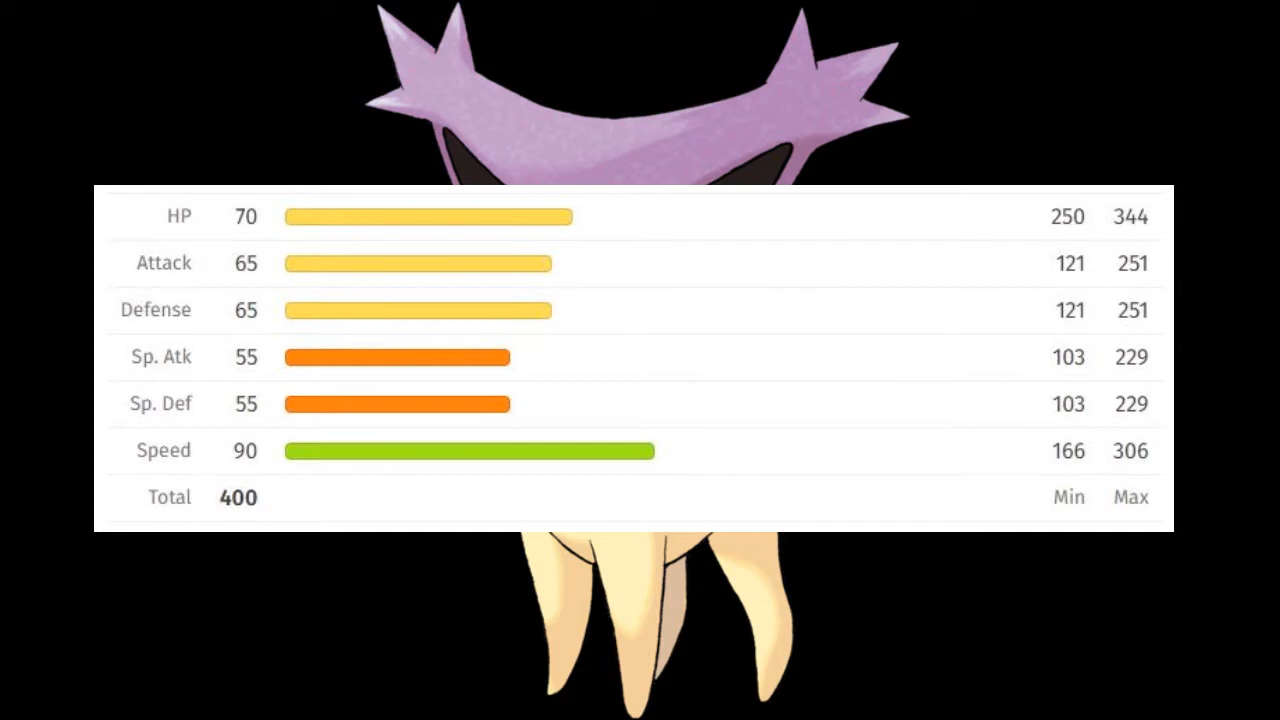 HP 70 250 344
Attack 65 121 251
Defense 65 121 251
Sp. Atk 55 103 229
Sp. Def 55 103 229
Speed 90 166 306
Total 400 Min Max